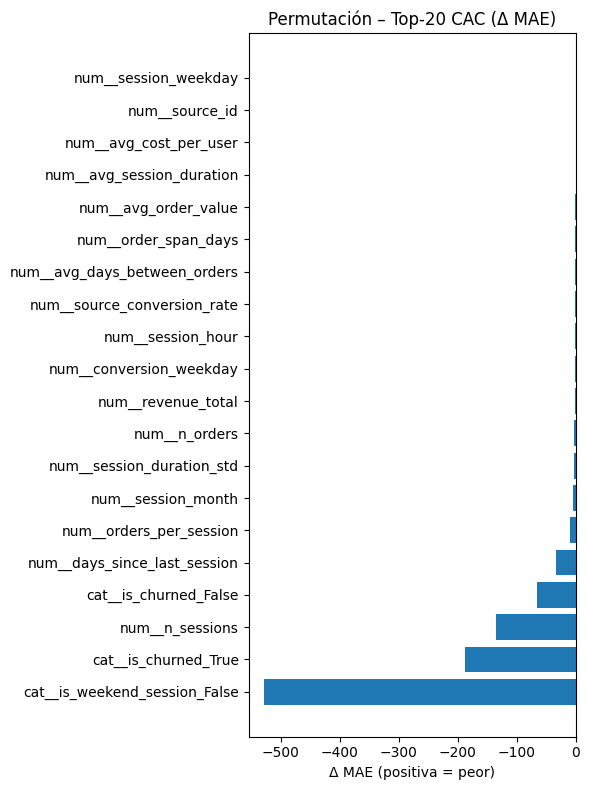 Permutación – Top-20 CAC (Δ MAE)
num__session_weekday
num__source_id
num__avg_cost_per_user
num__avg_session_duration
num__avg_order_value
num__order_span_days
num__avg_days_between_orders
num__source_conversion_rate
num__session_hour
num__conversion_weekday
num__revenue_total
num__n_orders
num__session_duration_std
num__session_month
num__orders_per_session
num__days_since_last_session
cat__is_churned_False
num__n_sessions
cat__is_churned_True
cat__is_weekend_session_False
−500 −400 −300 −200 −100 0
Δ MAE (positiva = peor)